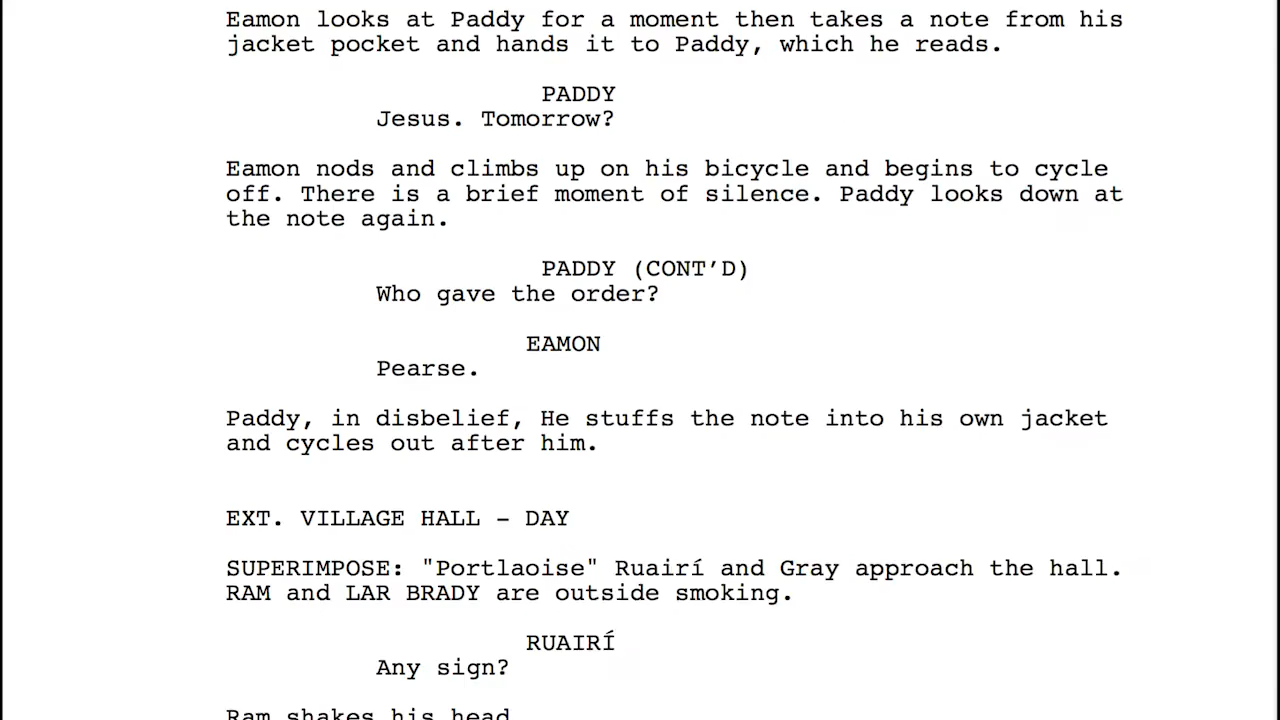 Eamon looks at Paddy for a moment then takes a note from his
jacket pocket and hands it to Paddy, which he reads.
PADDY
Jesus. Tomorrow?
Eamon nods and climbs up on his bicycle and begins to cycle
off. There is a brief moment of silence. Paddy looks down at
the note again.
PADDY (CONT’D)
Who gave the order?
EAMON
Pearse.
Paddy, in disbelief, He stuffs the note into his own jacket
and cycles out after him.
EXT. VILLAGE HALL - DAY
SUPERIMPOSE: "Portlaoise" Ruairí and Gray approach the hall.
RAM and LAR BRADY are outside smoking.
RUAIRÍ
Any sign?
Ram shakes his head